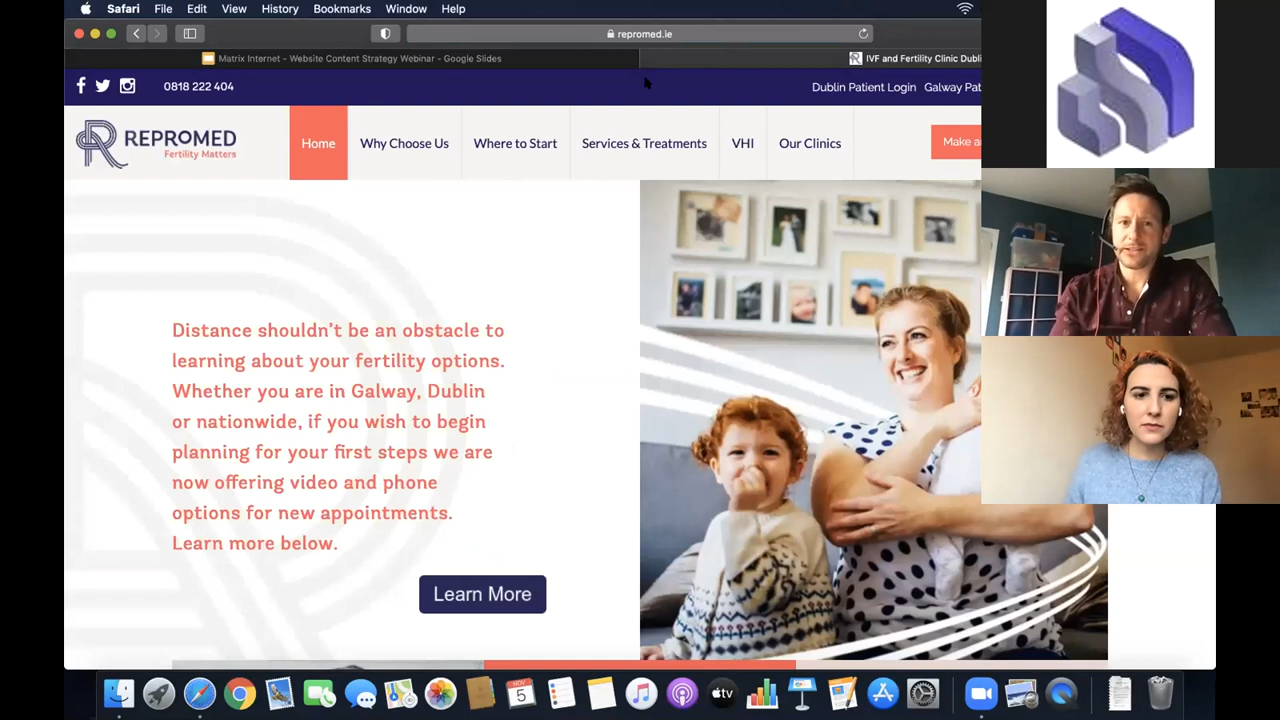 Safari File Edit View History Bookmarks Window Help
repromed.ie
Matrix Internet - Website Content Strategy Webinar - Google Slides
IVF and Fertility Clinic Dubli
0818 222 404
Dublin Patient Login Galway Pat
REPROMED
Fertility Matters
Home
Why Choose Us
Where to Start
Services & Treatments
VHI
Our Clinics
Make a
Distance shouldn't be an obstacle to
learning about your fertility options.
Whether you are in Galway, Dublin
or nationwide, if you wish to begin
planning for your first steps we are
now offering video and phone
options for new appointments.
Learn more below.
Learn More
NOV
5
tv